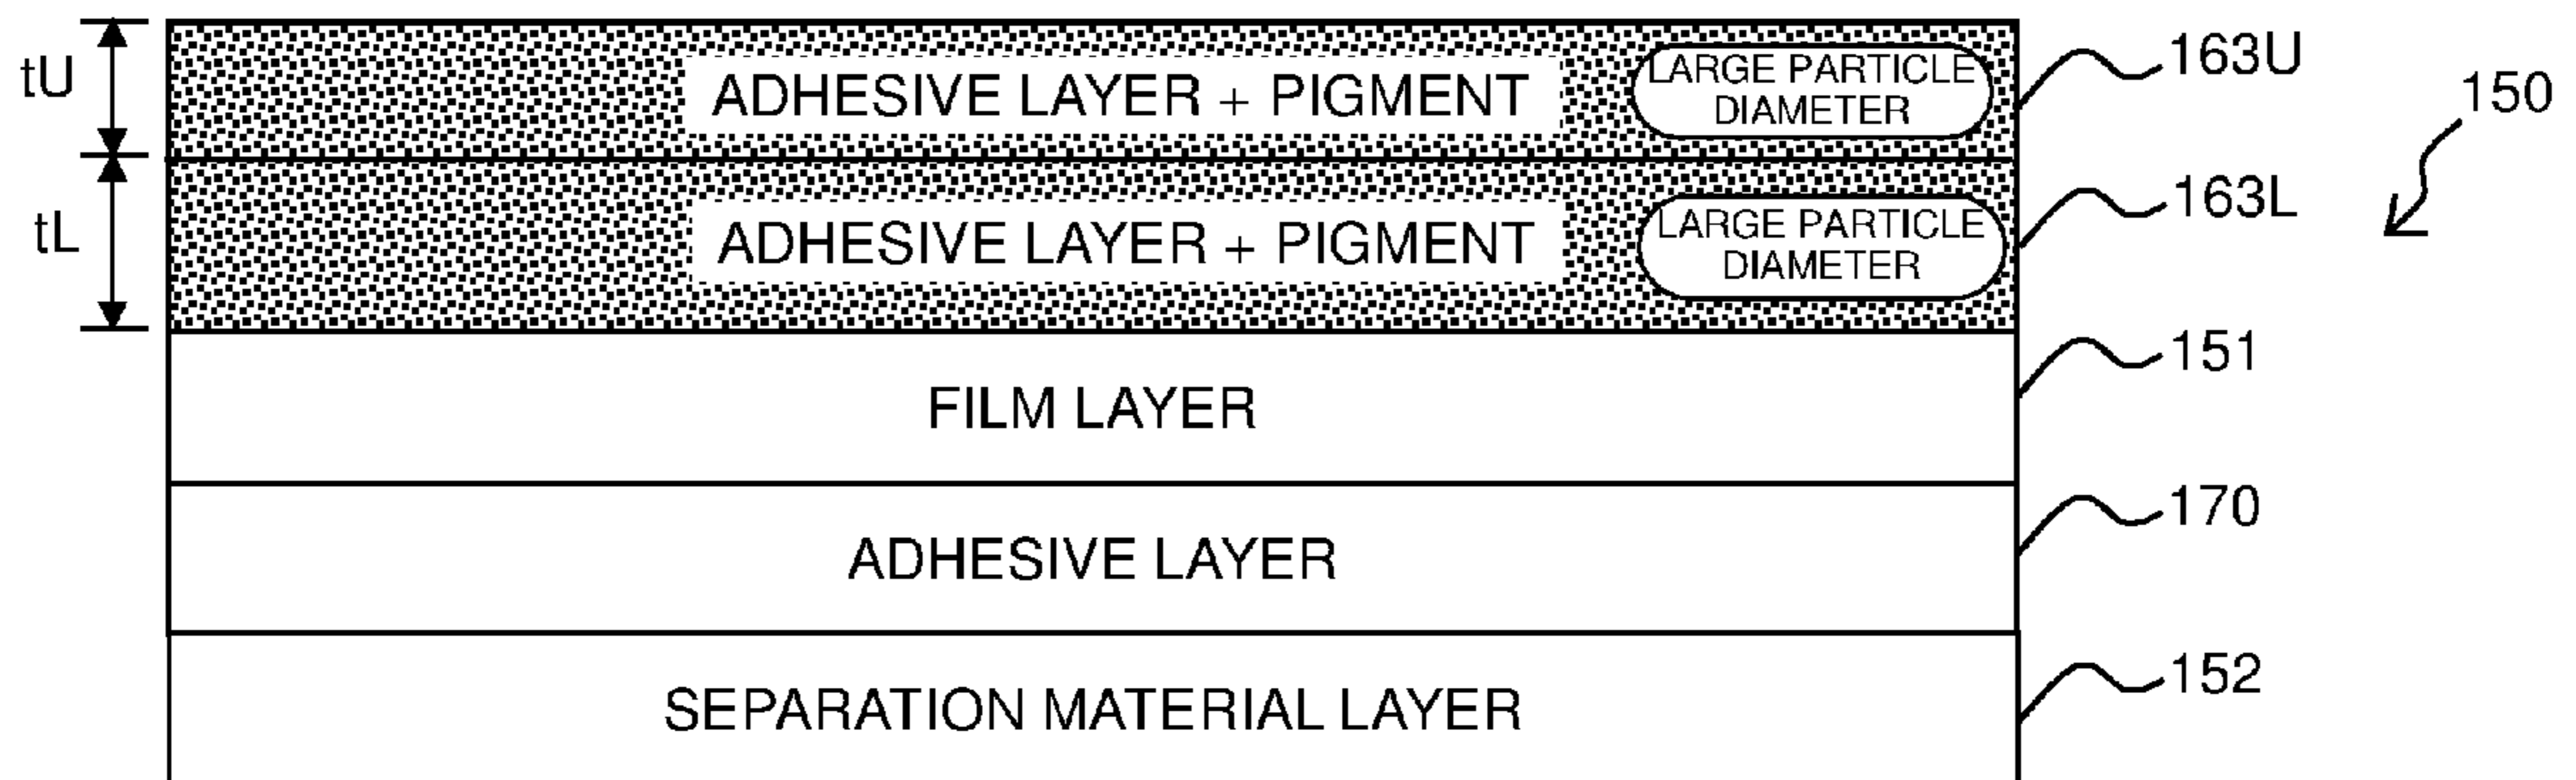 tU
ADHESIVE LAYER + PIGMENT
LARGE PARTICLE
DIAMETER
163U
150
tL
ADHESIVE LAYER + PIGMENT
LARGE PARTICLE
DIAMETER
163L
FILM LAYER
151
ADHESIVE LAYER
170
SEPARATION MATERIAL LAYER
152